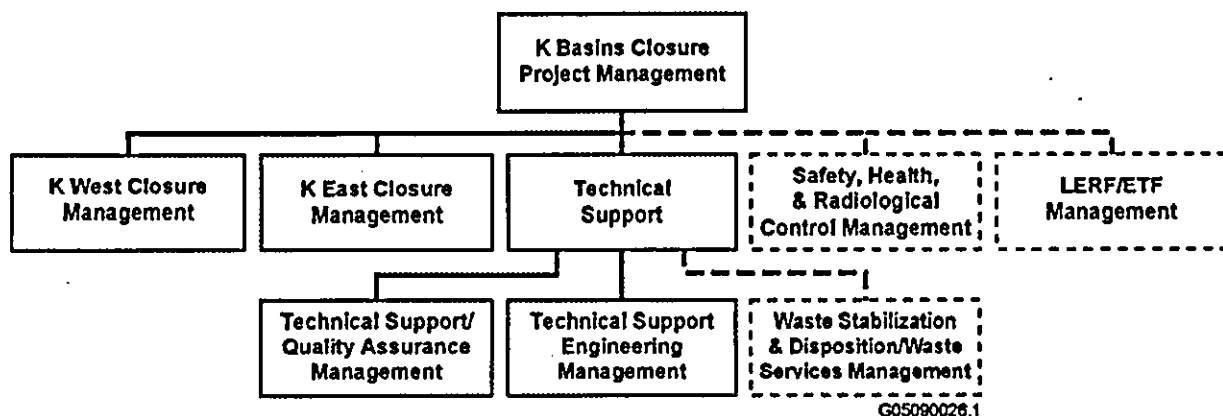 K Basins Closure
Project Management
K West Closure
Management
K East Closure
Management
Technical
Support
Safety, Health,
& Radiological
Control Management
LERF/ETF
Management
Technical Support/
Quality Assurance
Management
Technical Support
Engineering
Management
Waste Stabilization
& Disposition/Waste
Services Management
G05090026.1